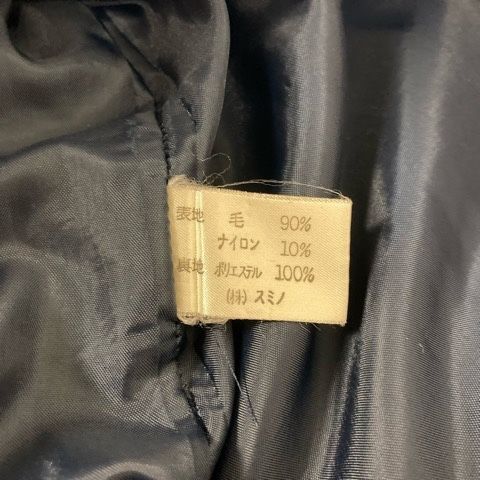 表地 毛 90%
ナイロン 10%
裏地 ポリエステル 100%
(株) スミノ